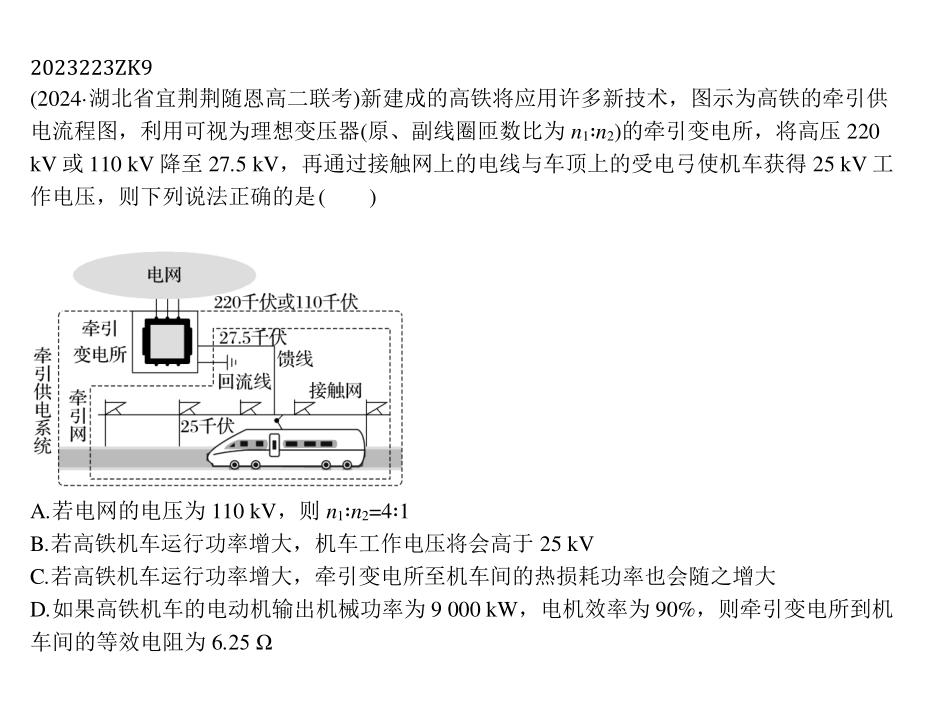 2023223ZK9
(2024·湖北省宜荆荆随恩高二联考)新建成的高铁将应用许多新技术，图示为高铁的牵引供
电流程图，利用可视为理想变压器(原、副线圈匝数比为 n₁∶n₂)的牵引变电所，将高压 220
kV 或 110 kV 降至 27.5 kV，再通过接触网上的电线与车顶上的受电弓使机车获得 25 kV 工
作电压，则下列说法正确的是(　　)
电网
220千伏或110千伏
牵引
变电所
27.5千伏
馈线
回流线
牵引供电系统
牵引网
接触网
25千伏
A.若电网的电压为 110 kV，则 n₁∶n₂=4∶1
B.若高铁机车运行功率增大，机车工作电压将会高于 25 kV
C.若高铁机车运行功率增大，牵引变电所至机车间的热损耗功率也会随之增大
D.如果高铁机车的电动机输出机械功率为 9 000 kW，电机效率为 90%，则牵引变电所到机
车间的等效电阻为 6.25 Ω